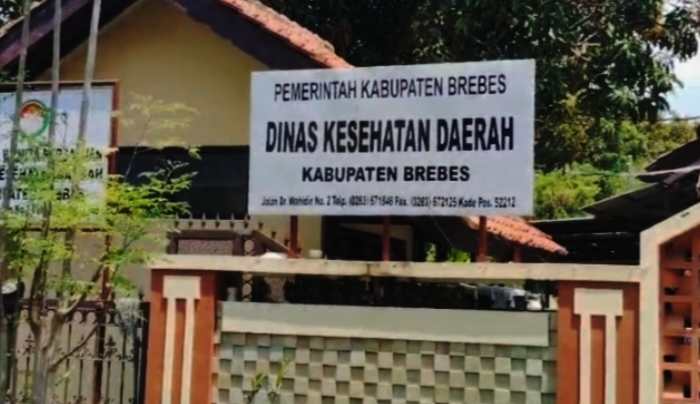 PEMERINTAH KABUPATEN BREBES
DINAS KESEHATAN DAERAH
KABUPATEN BREBES
Jalan Dr. Wahidin No. 2 Telp. (0283) 671846 Fax. (0283) 672125 Kode Pos. 52212